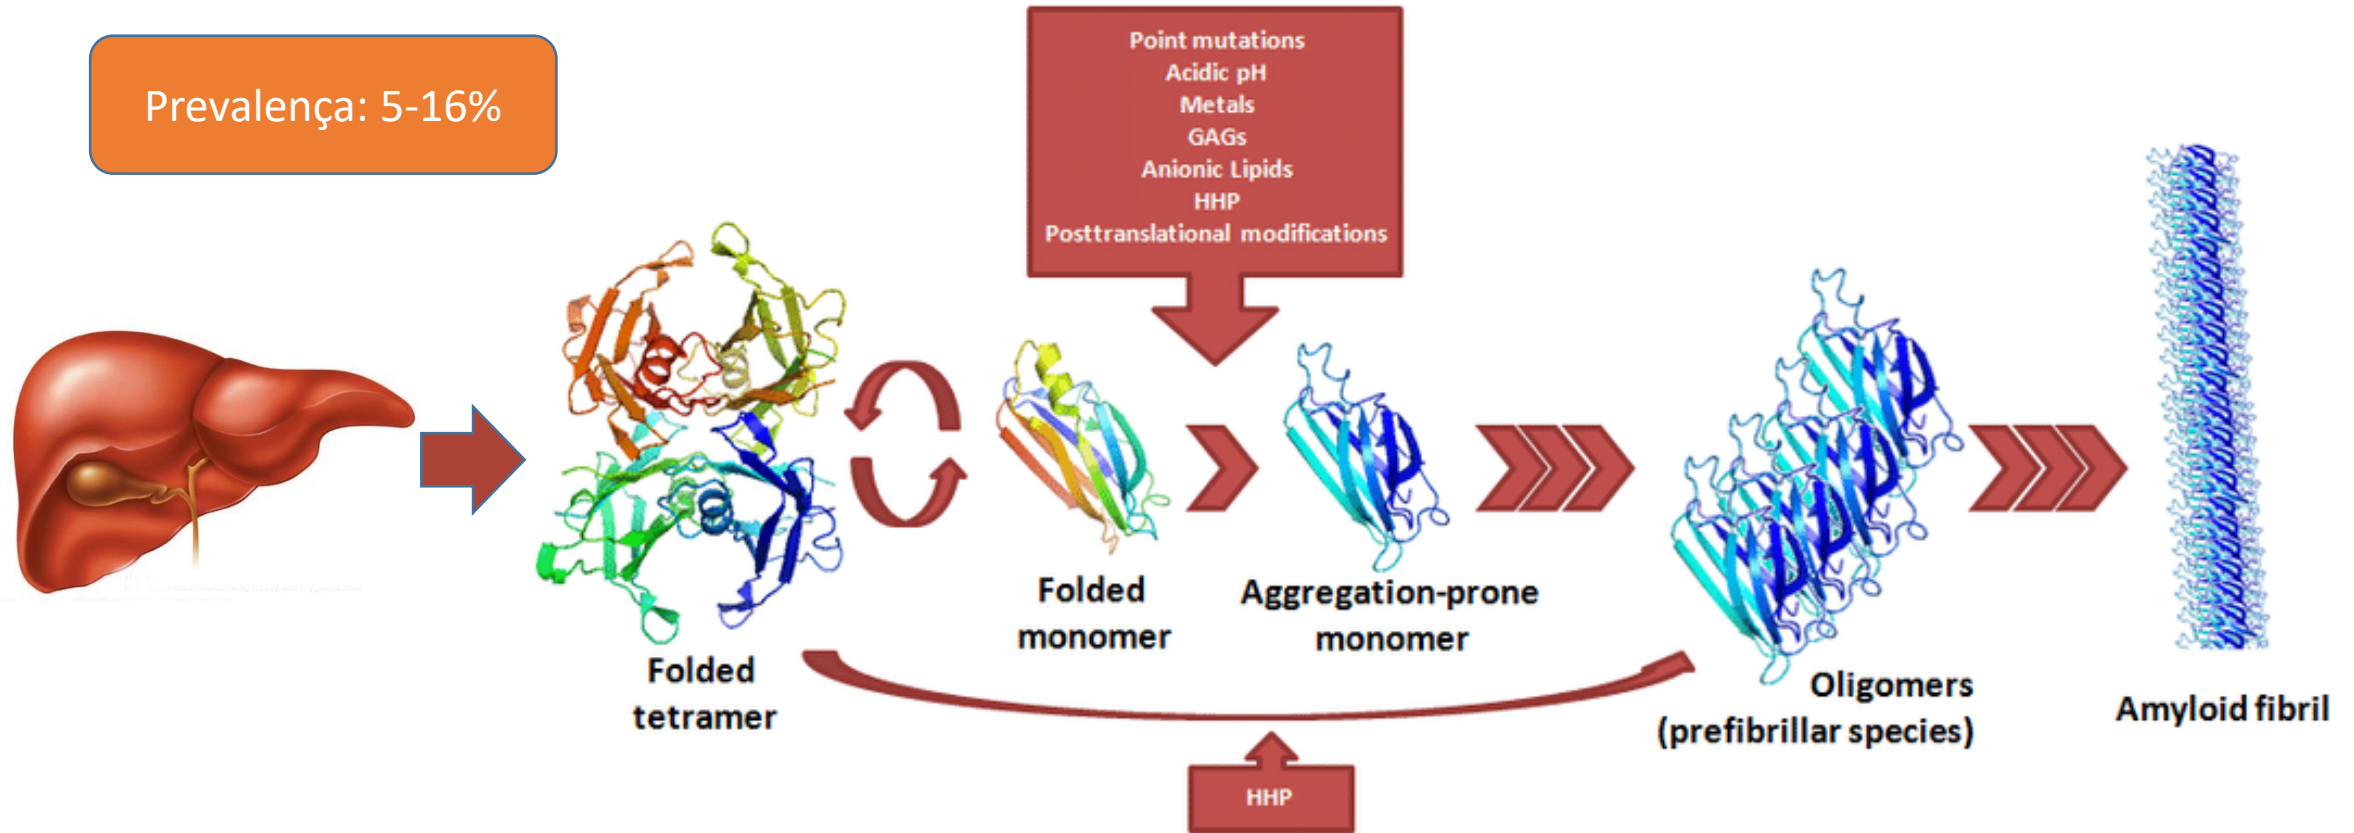 Prevalença: 5-16%
Point mutations
Acidic pH
Metals
GAGs
Anionic Lipids
HHP
Posttranslational modifications
Folded
tetramer
Folded
monomer
Aggregation-prone
monomer
Oligomers
(prefibrillar species)
Amyloid fibril
HHP